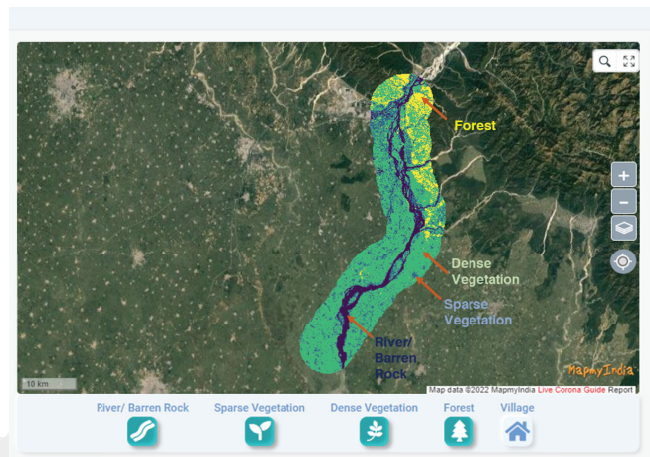 Forest
Dense
Vegetation
Sparse
Vegetation
River/
Barren
Rock
10 km
MapmyIndia
Map data ©2022 MapmyIndia Live Corona Guide Report
River/ Barren Rock Sparse Vegetation Dense Vegetation Forest Village